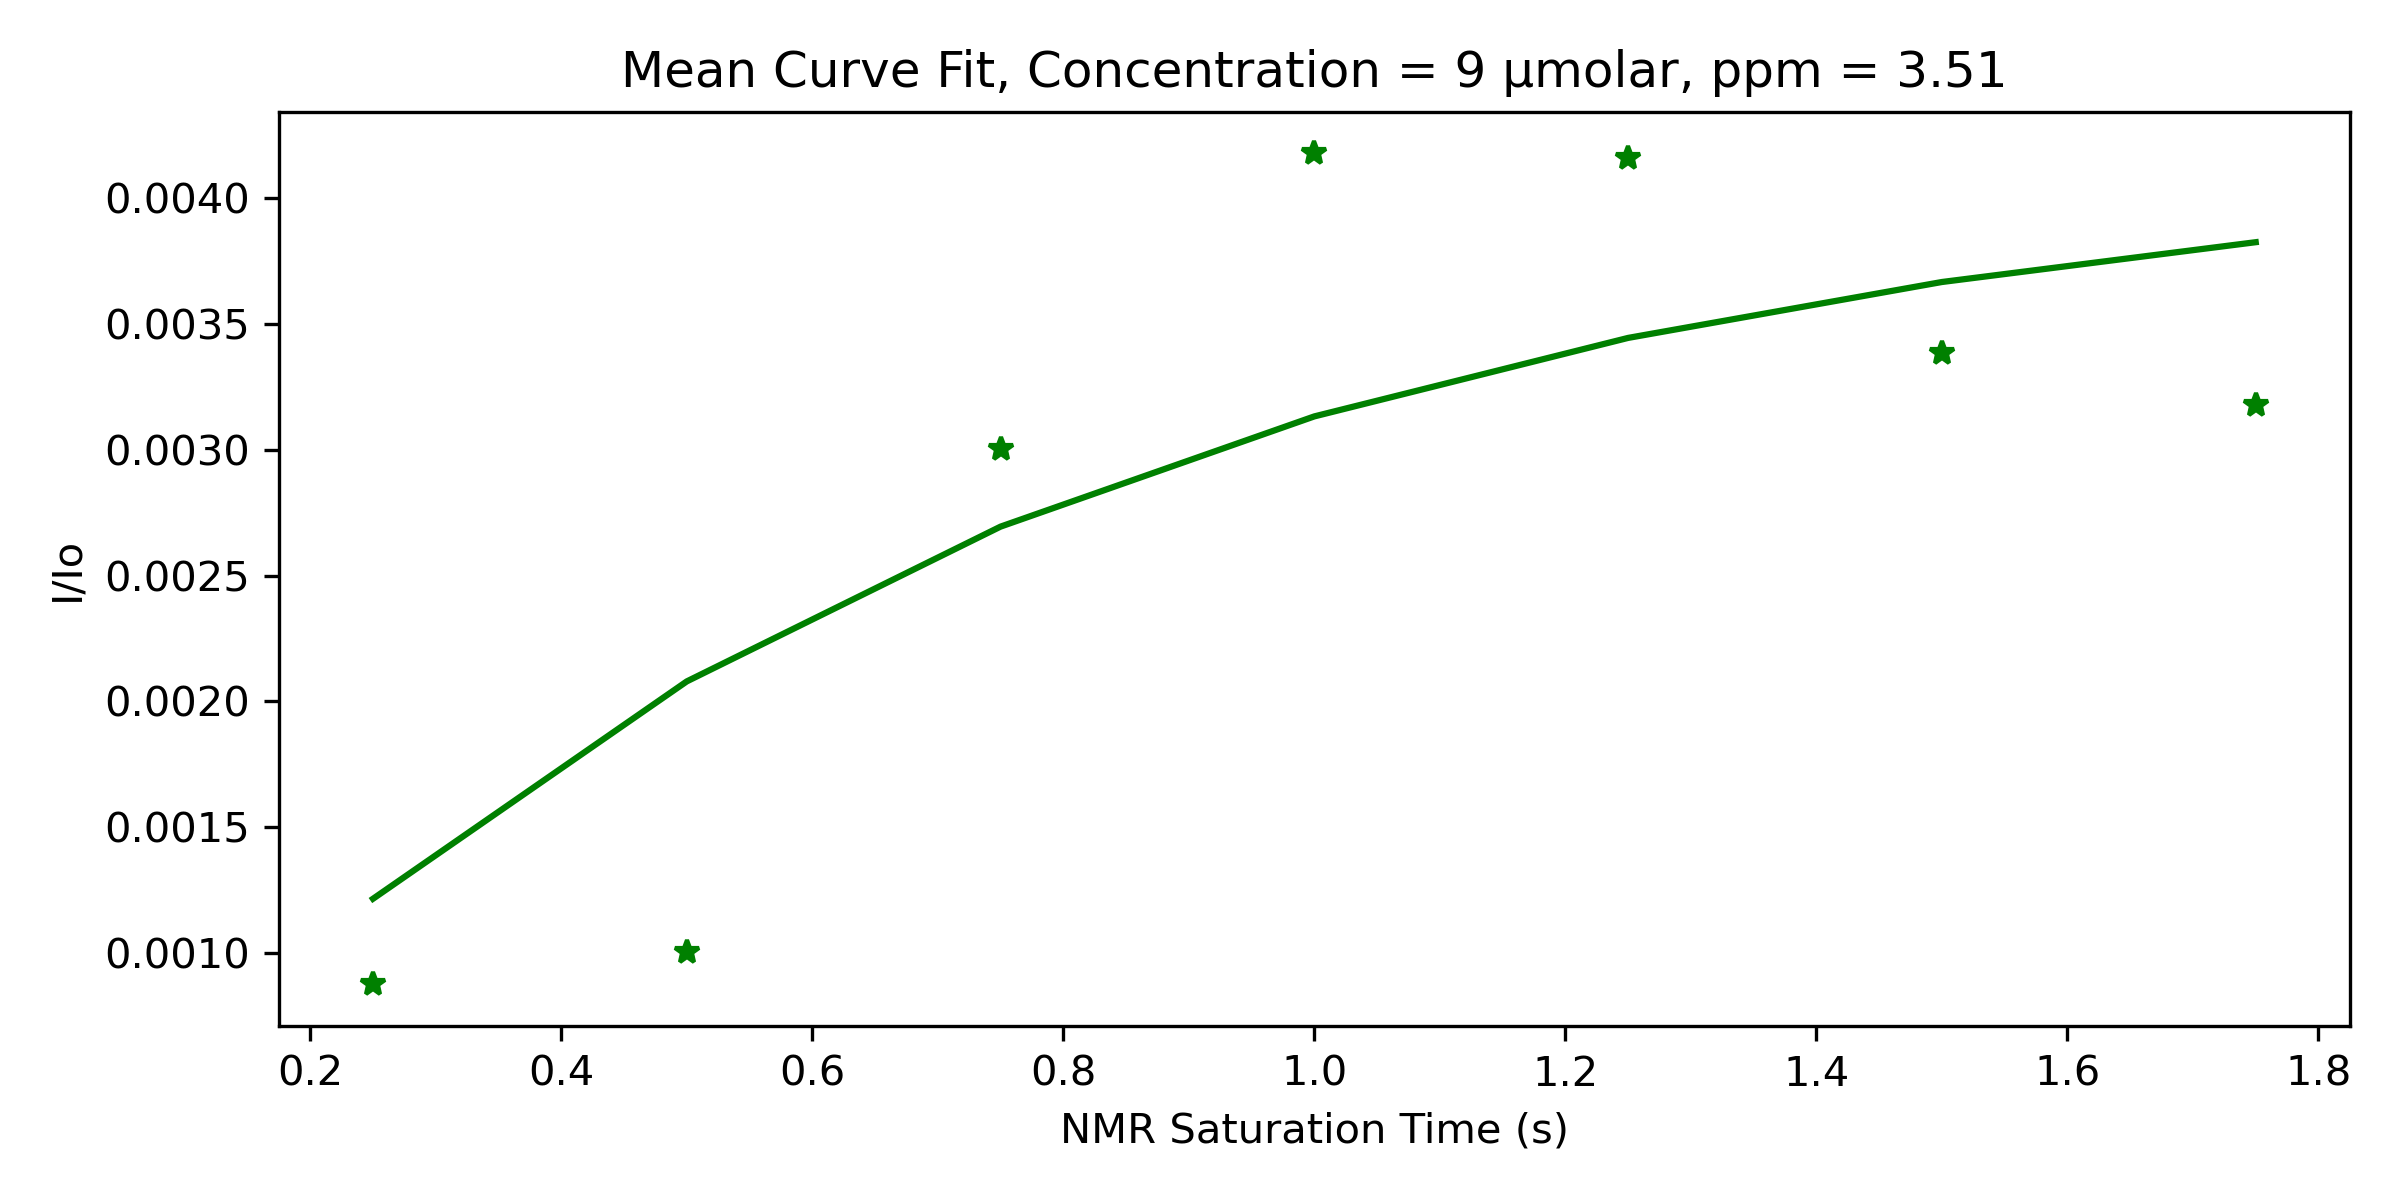 Mean Curve Fit, Concentration = 9 μmolar, ppm = 3.51
0.0040
0.0035
0.0030
0.0025
0.0020
0.0015
0.0010
I/Io
0.2 0.4 0.6 0.8 1.0 1.2 1.4 1.6 1.8
NMR Saturation Time (s)